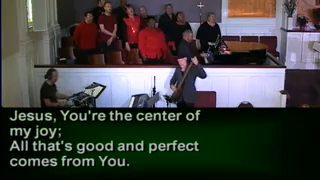 Jesus, You're the center of
my joy;
All that's good and perfect
comes from You.